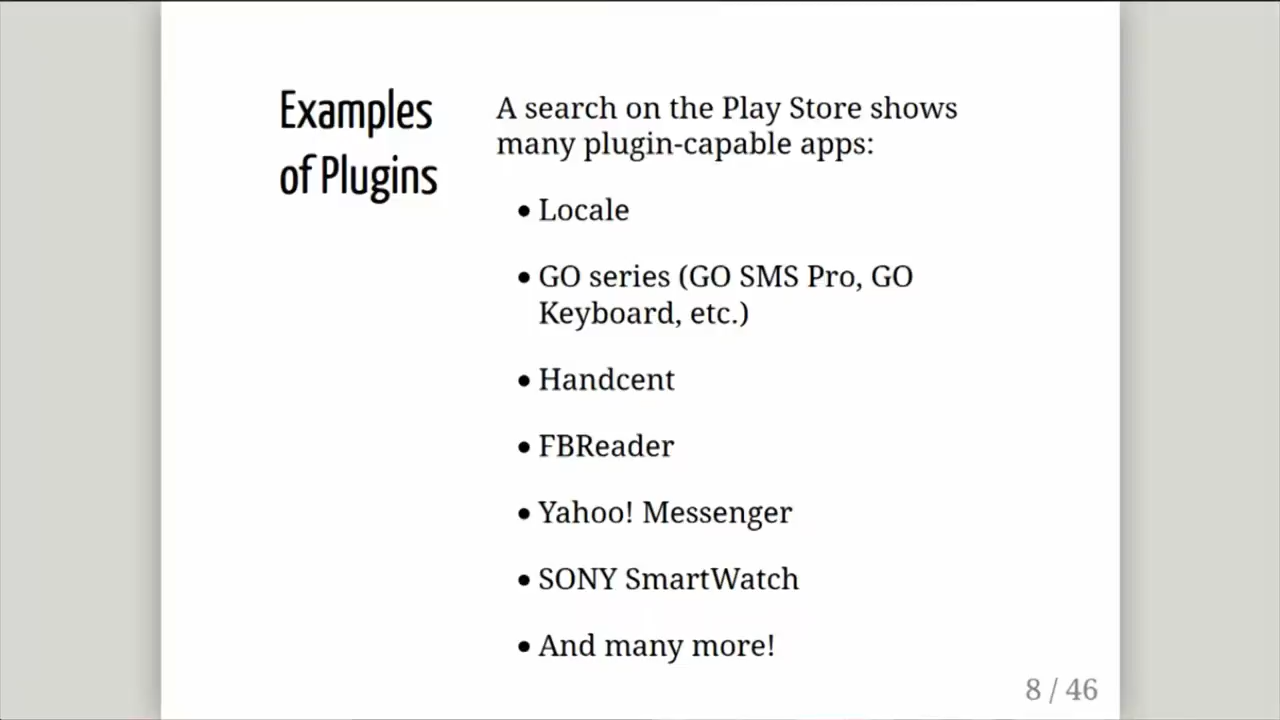 Examples
of Plugins
A search on the Play Store shows
many plugin-capable apps:
• Locale
• GO series (GO SMS Pro, GO
Keyboard, etc.)
• Handcent
• FBReader
• Yahoo! Messenger
• SONY SmartWatch
• And many more!
8 / 46